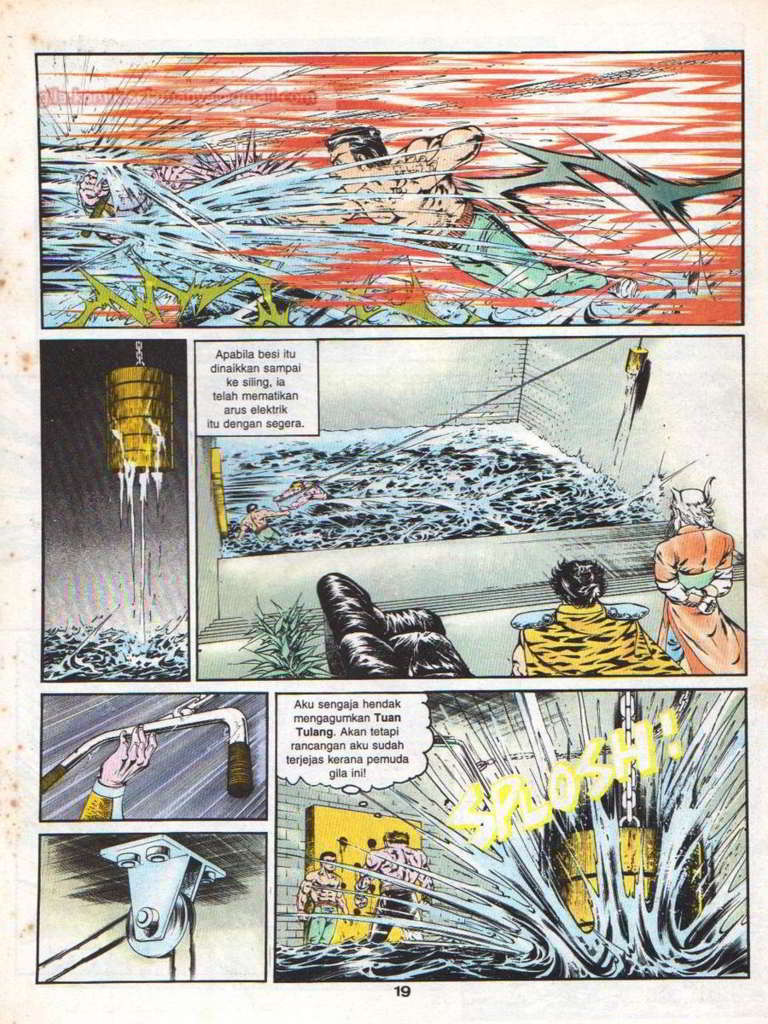 Apabila besi itu
dinaikkan sampai
ke siling, ia
telah mematikan
arus elektrik
itu dengan segera.
Aku sengaja hendak
mengagumkan Tuan
Tulang. Akan tetapi
rancangan aku sudah
terjejas kerana pemuda
gila ini!
SPLOSH!
19